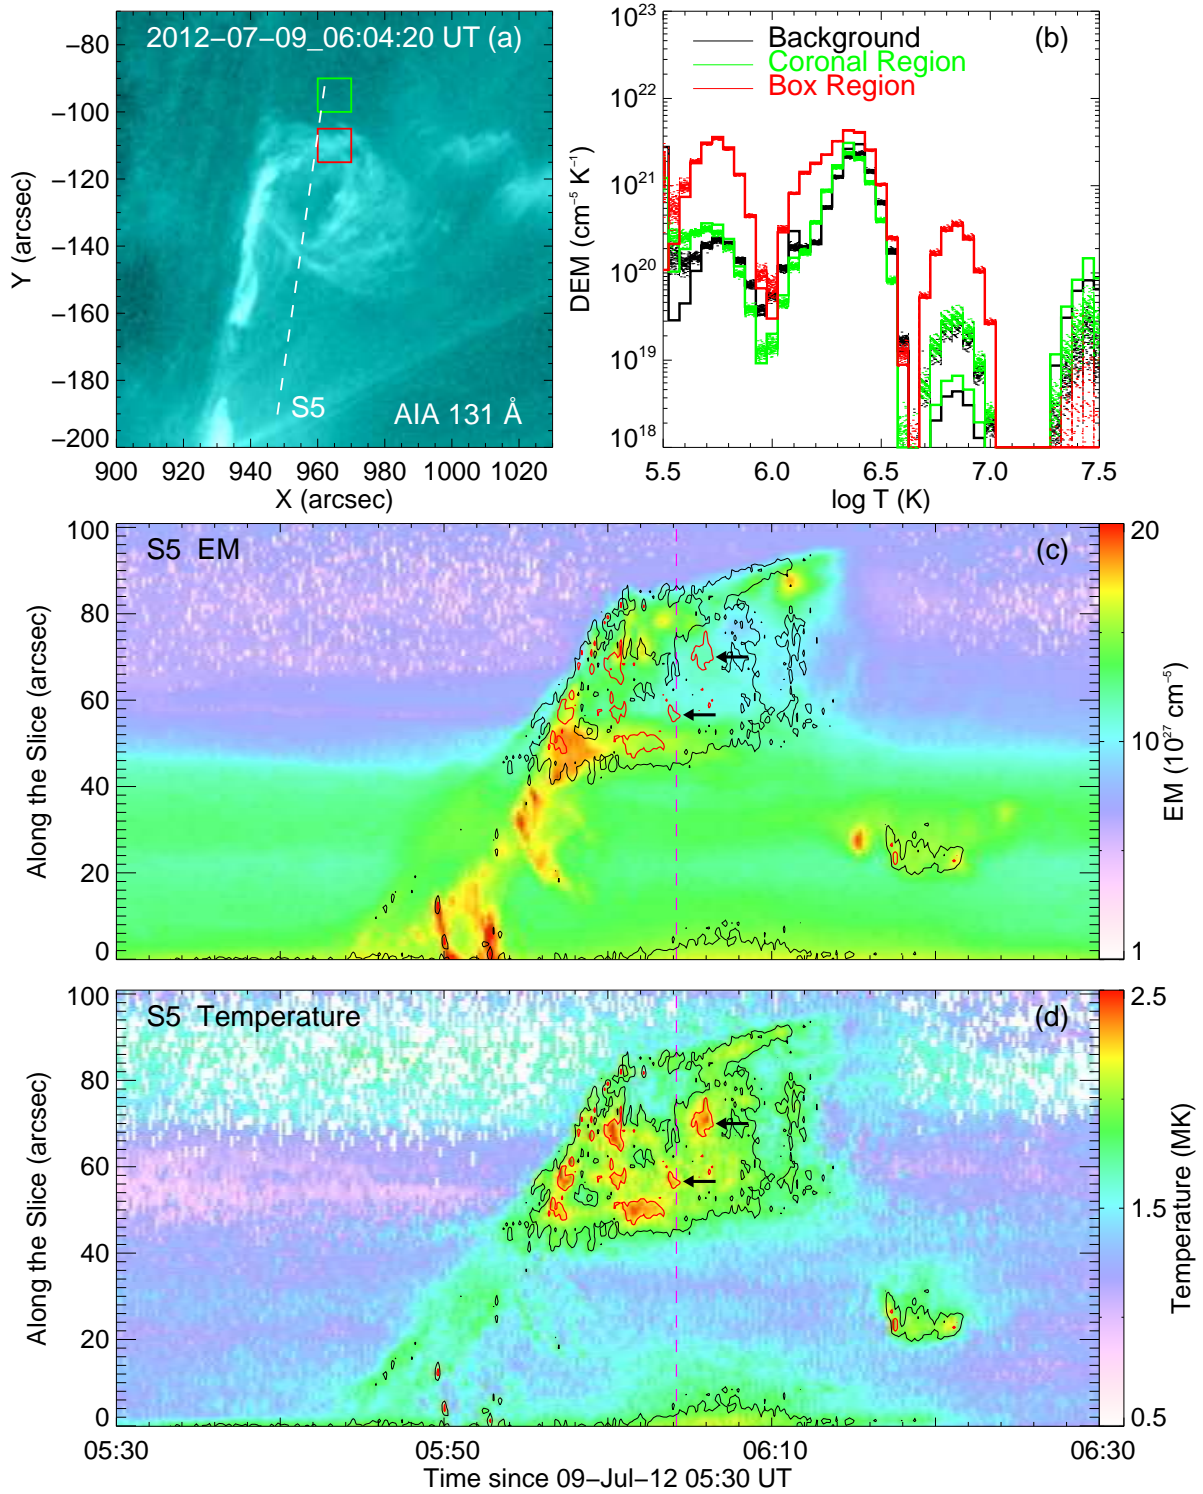 2012−07−09_06:04:20 UT (a)
−80
−100
−120
−140
−160
−180
−200
Y (arcsec)
S5
AIA 131 Å
900 920 940 960 980 1000 1020
X (arcsec)
Background
Coronal Region
Box Region
(b)
10^23
10^22
10^21
10^20
10^19
10^18
DEM (cm^-5 K^-1)
5.5 6.0 6.5 7.0 7.5
log T (K)
S5 EM
(c)
100
80
60
40
20
0
Along the Slice (arcsec)
20
10
1
EM (10^27 cm^-5)
S5 Temperature
(d)
100
80
60
40
20
0
Along the Slice (arcsec)
2.5
1.5
0.5
Temperature (MK)
05:30 05:50 06:10 06:30
Time since 09−Jul−12 05:30 UT